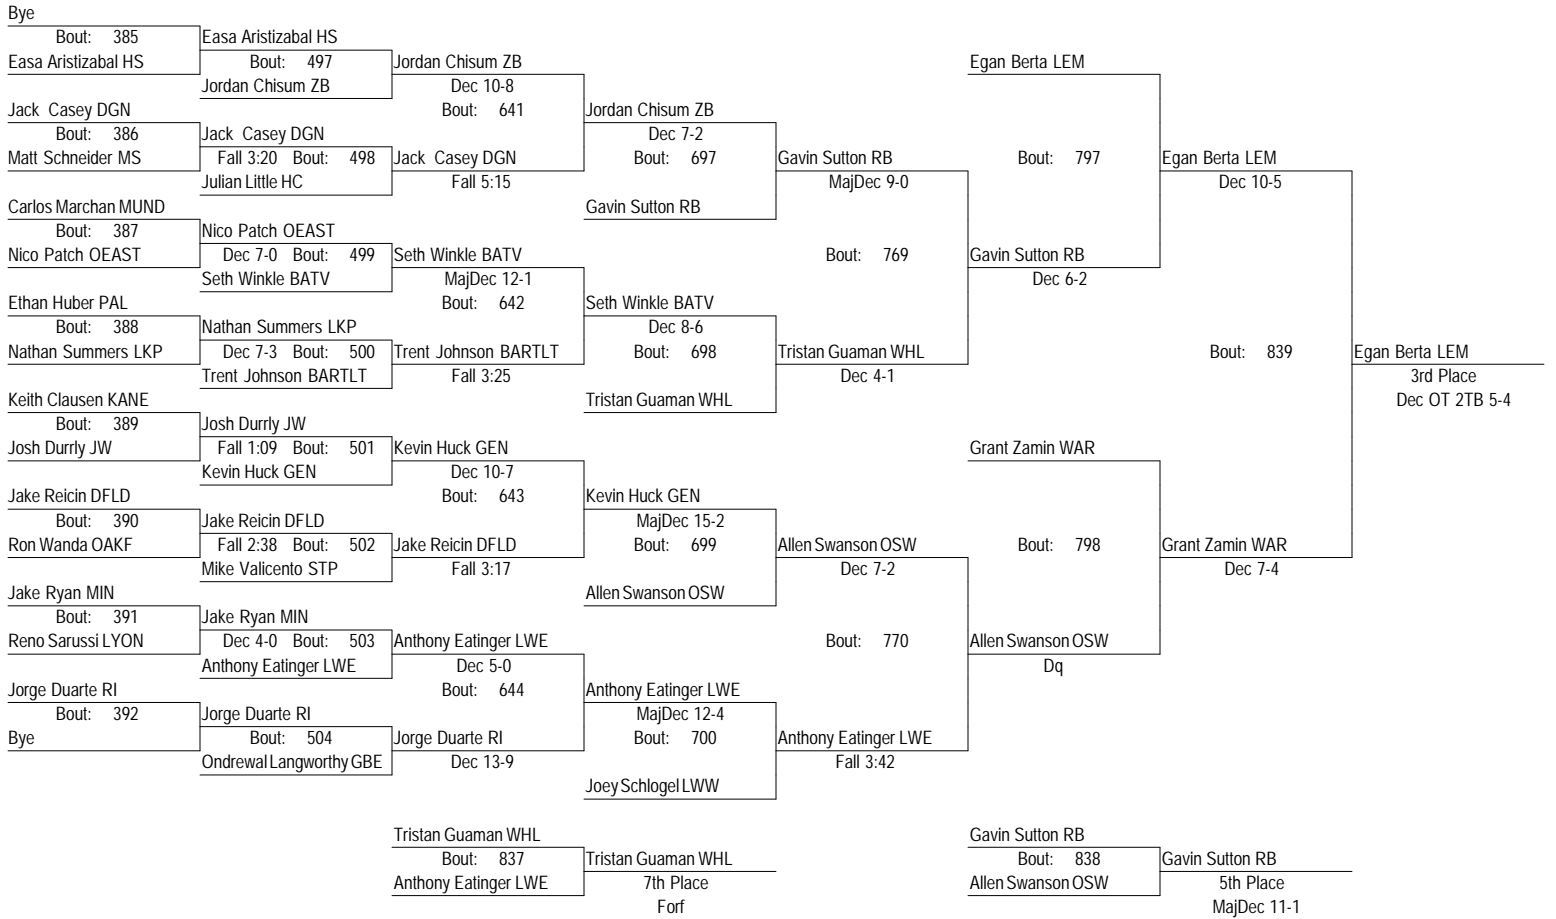 Bye
Bout: 385 Easa Aristizabal HS
Easa Aristizabal HS Bout: 497 Jordan Chisum ZB Egan Berta LEM
Jordan Chisum ZB Dec 10-8
Jack Casey DGN Bout: 641 Jordan Chisum ZB
Bout: 386 Jack Casey DGN Dec 7-2
Matt Schneider MS Fall 3:20 Bout: 498 Jack Casey DGN Bout: 697 Gavin Sutton RB Bout: 797 Egan Berta LEM
Julian Little HC Fall 5:15 MajDec 9-0 Dec 10-5
Carlos Marchan MUND Gavin Sutton RB
Bout: 387 Nico Patch OEAST
Nico Patch OEAST Dec 7-0 Bout: 499 Seth Winkle BATV Bout: 769 Gavin Sutton RB
Seth Winkle BATV MajDec 12-1 Dec 6-2
Ethan Huber PAL Bout: 642 Seth Winkle BATV
Bout: 388 Nathan Summers LKP Dec 8-6
Nathan Summers LKP Dec 7-3 Bout: 500 Trent Johnson BARTLT Bout: 698 Tristan Guaman WHL Bout: 839 Egan Berta LEM
Trent Johnson BARTLT Fall 3:25 Dec 4-1 3rd Place
Keith Clausen KANE Tristan Guaman WHL Dec OT 2TB 5-4
Bout: 389 Josh Durrly JW
Josh Durrly JW Fall 1:09 Bout: 501 Kevin Huck GEN Grant Zamin WAR
Kevin Huck GEN Dec 10-7
Jake Reicin DFLD Bout: 643 Kevin Huck GEN
Bout: 390 Jake Reicin DFLD MajDec 15-2
Ron Wanda OAKF Fall 2:38 Bout: 502 Jake Reicin DFLD Bout: 699 Allen Swanson OSW Bout: 798 Grant Zamin WAR
Mike Valicento STP Fall 3:17 Dec 7-2 Dec 7-4
Jake Ryan MIN Allen Swanson OSW
Bout: 391 Jake Ryan MIN
Reno Sarussi LYON Dec 4-0 Bout: 503 Anthony Eatinger LWE Bout: 770 Allen Swanson OSW
Anthony Eatinger LWE Dec 5-0 Dq
Jorge Duarte RI Bout: 644 Anthony Eatinger LWE
Bout: 392 Jorge Duarte RI MajDec 12-4
Bye Bout: 504 Jorge Duarte RI Bout: 700 Anthony Eatinger LWE
Ondrewal Langworthy GBE Dec 13-9 Fall 3:42
Joey Schlogel LWW
Tristan Guaman WHL Gavin Sutton RB
Bout: 837 Tristan Guaman WHL Bout: 838 Gavin Sutton RB
Anthony Eatinger LWE 7th Place Allen Swanson OSW 5th Place
Forf MajDec 11-1